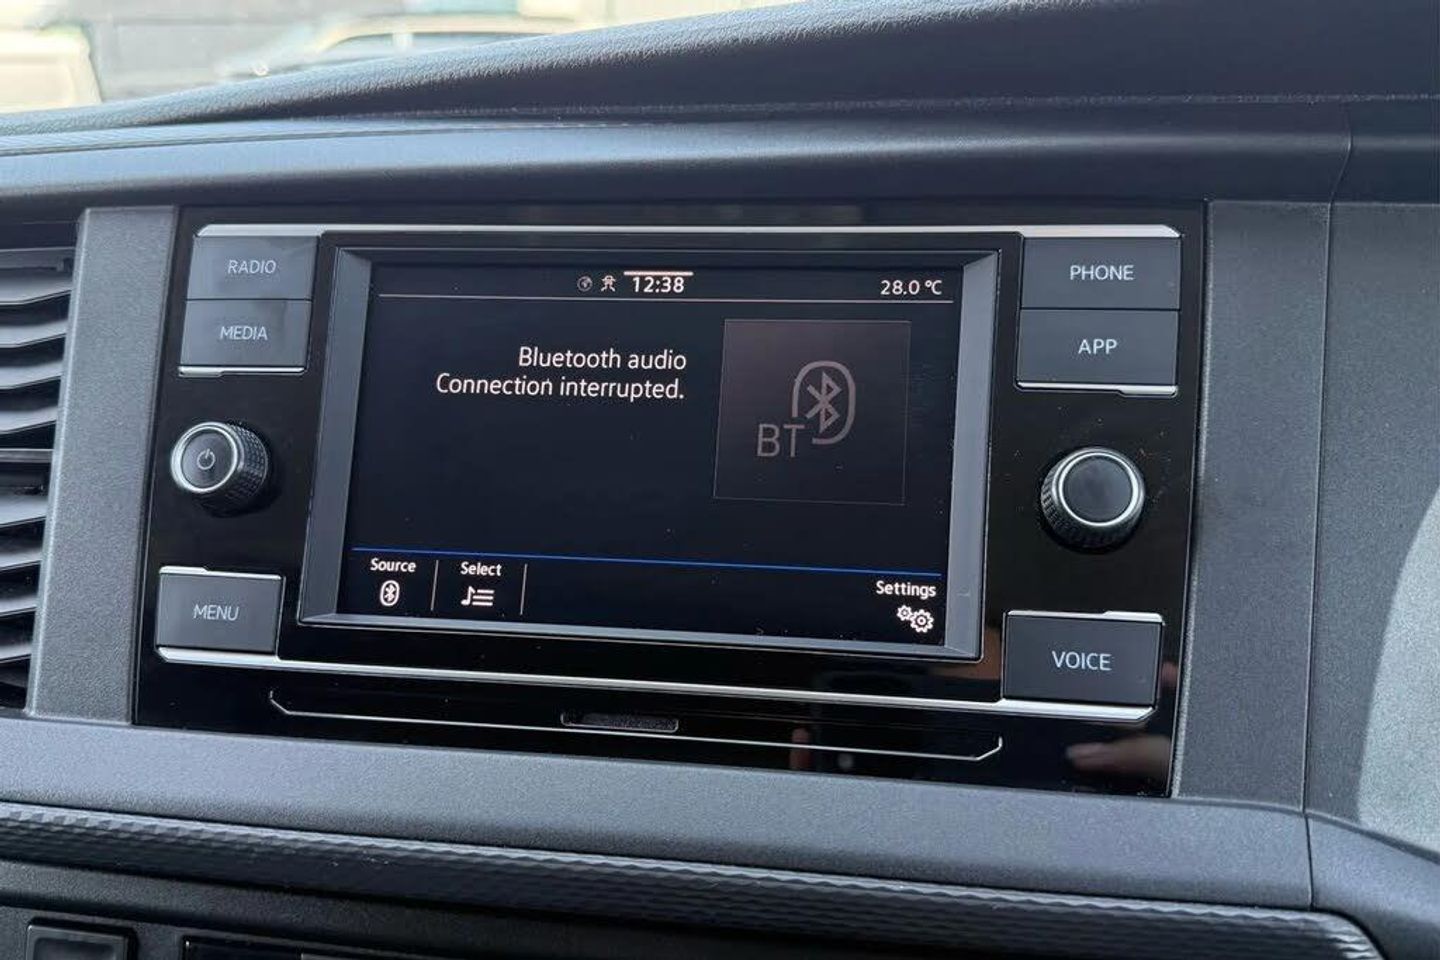 RADIO
MEDIA
MENU
12:38
28.0 °C
Bluetooth audio
Connection interrupted.
BT
Source
Select
Settings
PHONE
APP
VOICE